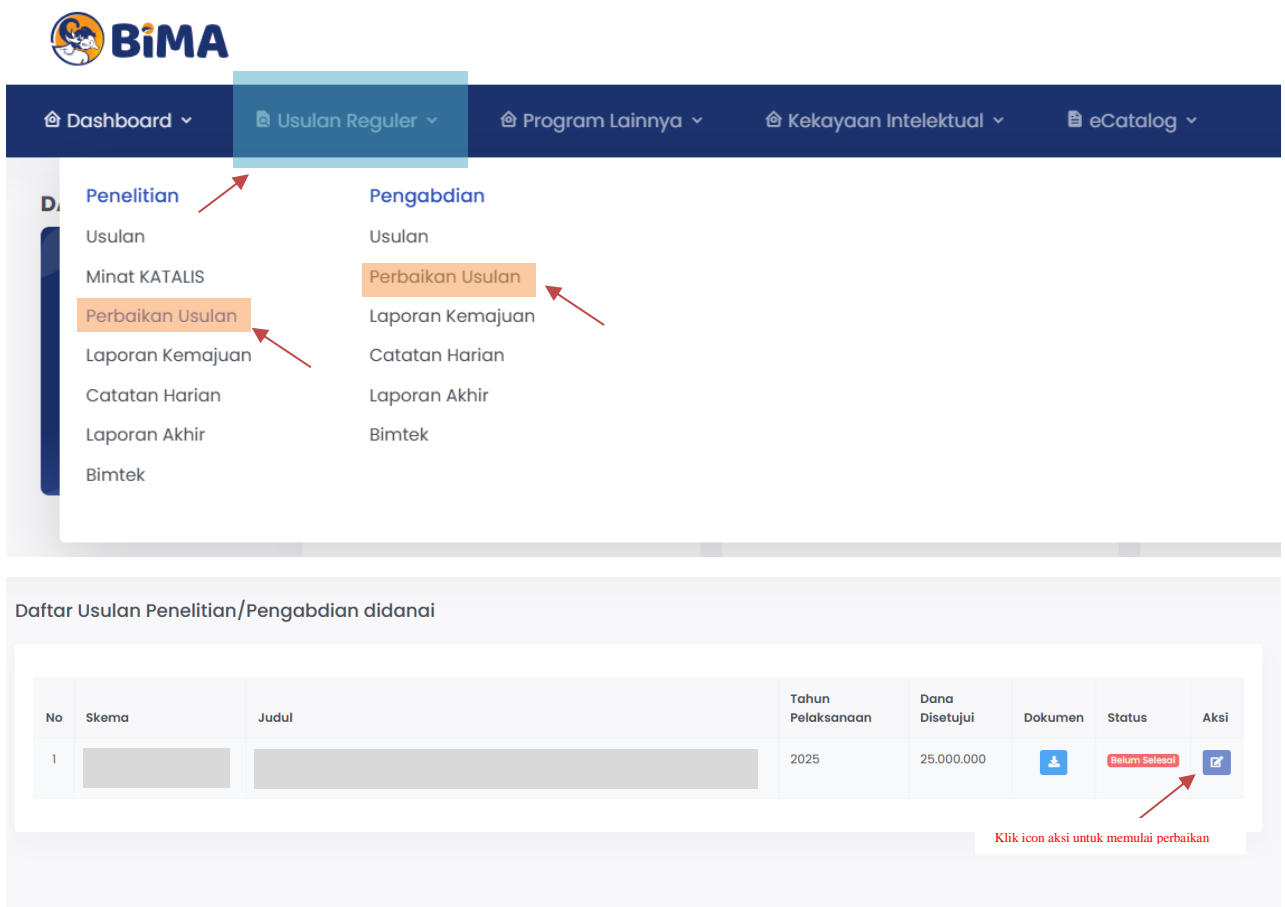 BiMA
Dashboard
Usulan Reguler
Program Lainnya
Kekayaan Intelektual
eCatalog
Penelitian
Usulan
Minat KATALIS
Perbaikan Usulan
Laporan Kemajuan
Catatan Harian
Laporan Akhir
Bimtek
Pengabdian
Usulan
Perbaikan Usulan
Laporan Kemajuan
Catatan Harian
Laporan Akhir
Bimtek
Daftar Usulan Penelitian/Pengabdian didanai
No Skema Judul Tahun Pelaksanaan Dana Disetujui Dokumen Status Aksi
1 2025 25.000.000 Belum Selesai
Klik icon aksi untuk memulai perbaikan